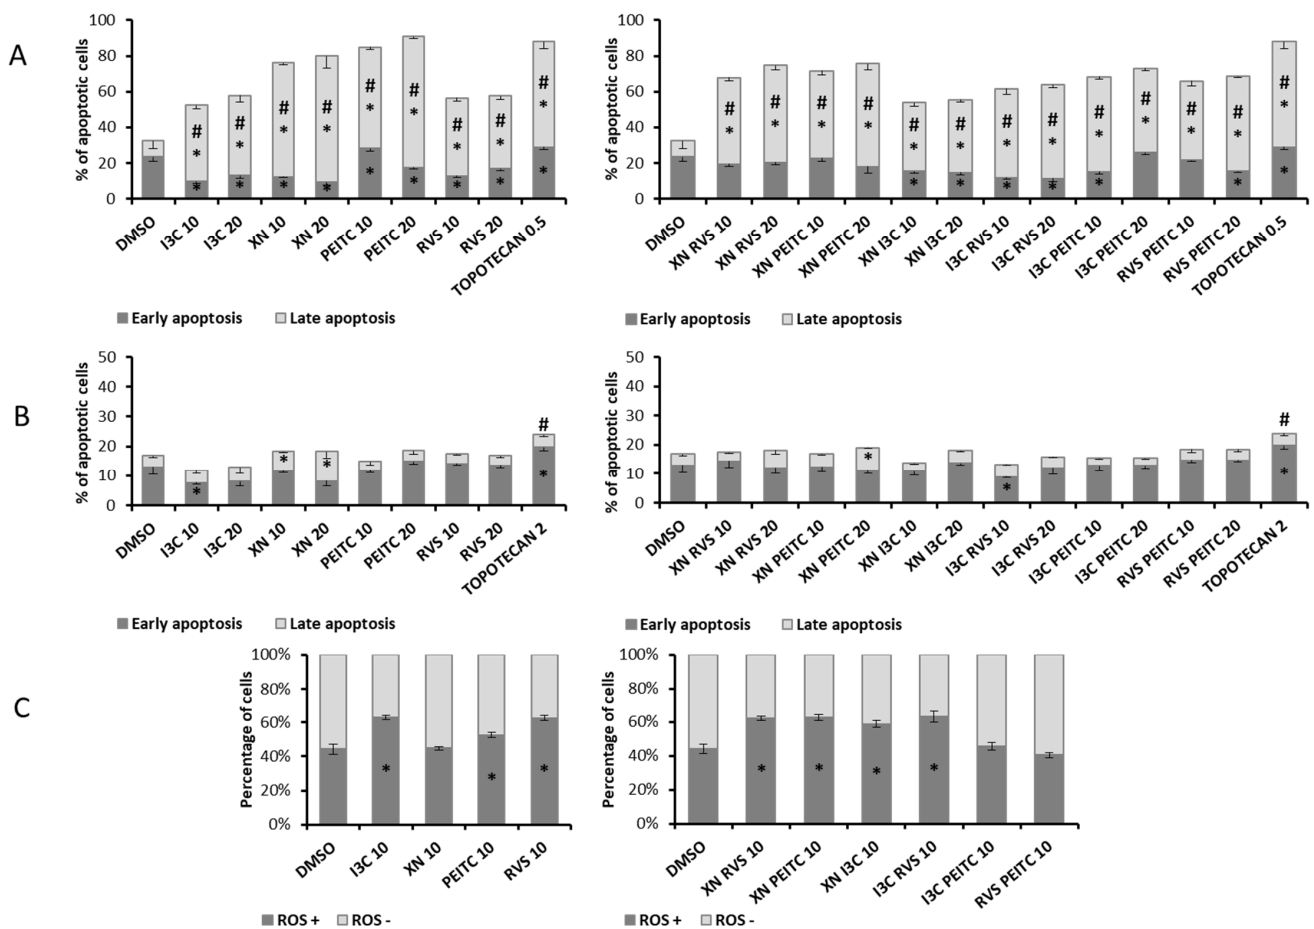 A
% of apoptotic cells
100
80
60
40
20
0
# # # # # # # # #
* * * * * * * * *
* * * * * * * * *
DMSO
I3C 10
I3C 20
XN 10
XN 20
PEITC 10
PEITC 20
RVS 10
RVS 20
TOPOTECAN 0.5
Early apoptosis Late apoptosis
% of apoptotic cells
100
80
60
40
20
0
# # # # # # # # # # # # #
* * * * * * * * * * * * *
* * * * * * *
DMSO
XN RVS 10
XN RVS 20
XN PEITC 10
XN PEITC 20
XN I3C 10
XN I3C 20
I3C RVS 10
I3C RVS 20
I3C PEITC 10
I3C PEITC 20
RVS PEITC 10
RVS PEITC 20
TOPOTECAN 0.5
Early apoptosis Late apoptosis
B
% of apoptotic cells
50
40
30
20
10
0
#
* * * *
DMSO
I3C 10
I3C 20
XN 10
XN 20
PEITC 10
PEITC 20
RVS 10
RVS 20
TOPOTECAN 2
Early apoptosis Late apoptosis
% of apoptotic cells
50
40
30
20
10
0
#
* * *
DMSO
XN RVS 10
XN RVS 20
XN PEITC 10
XN PEITC 20
XN I3C 10
XN I3C 20
I3C RVS 10
I3C RVS 20
I3C PEITC 10
I3C PEITC 20
RVS PEITC 10
RVS PEITC 20
TOPOTECAN 2
Early apoptosis Late apoptosis
C
Percentage of cells
100%
80%
60%
40%
20%
0%
* * *
DMSO
I3C 10
XN 10
PEITC 10
RVS 10
ROS + ROS -
Percentage of cells
100%
80%
60%
40%
20%
0%
* * * *
DMSO
XN RVS 10
XN PEITC 10
XN I3C 10
I3C RVS 10
I3C PEITC 10
RVS PEITC 10
ROS + ROS -